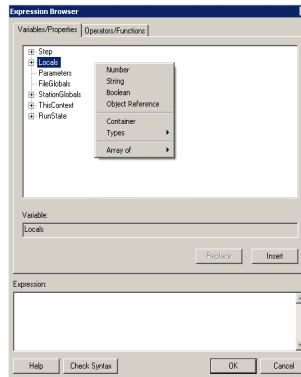 Expression Browser
Variables/Properties Operators/Functions
Step
Locals
Parameters
FileGlobals
StationGlobals
ThisContext
RunState
Number
String
Boolean
Object Reference
Container
Types
Array of
Variable:
Locals
Replace Insert
Expression:
Help Check Syntax OK Cancel